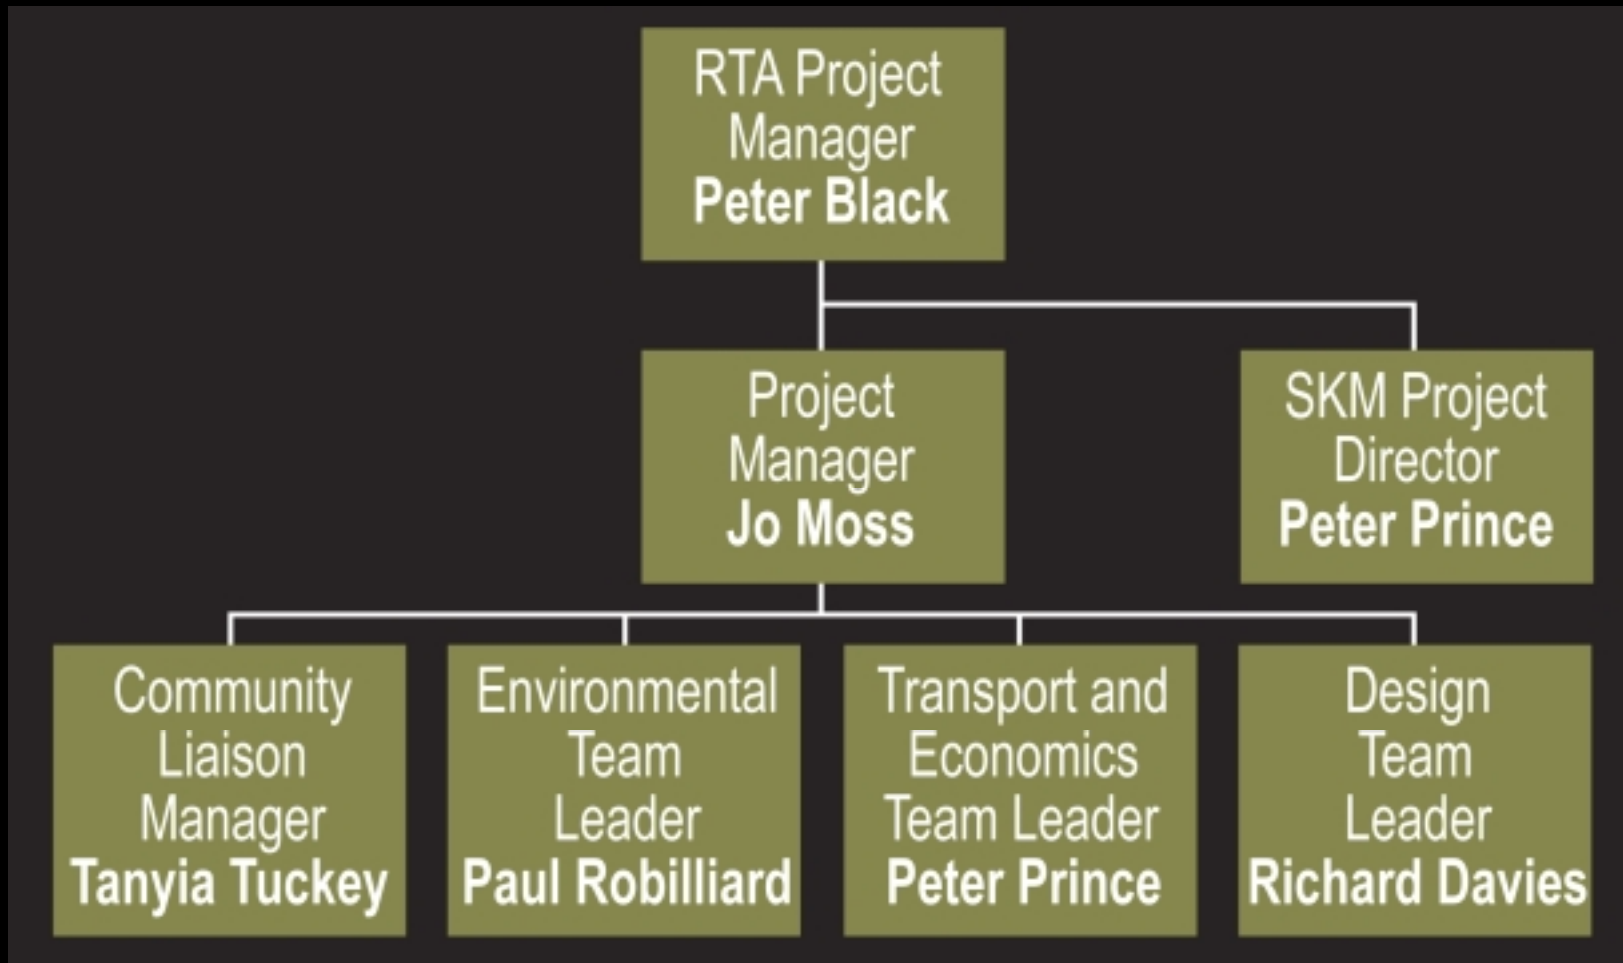 RTA Project
Manager
Peter Black
Project
Manager
Jo Moss
SKM Project
Director
Peter Prince
Community
Liaison
Manager
Tanyia Tuckey
Environmental
Team
Leader
Paul Robilliard
Transport and
Economics
Team Leader
Peter Prince
Design
Team
Leader
Richard Davies